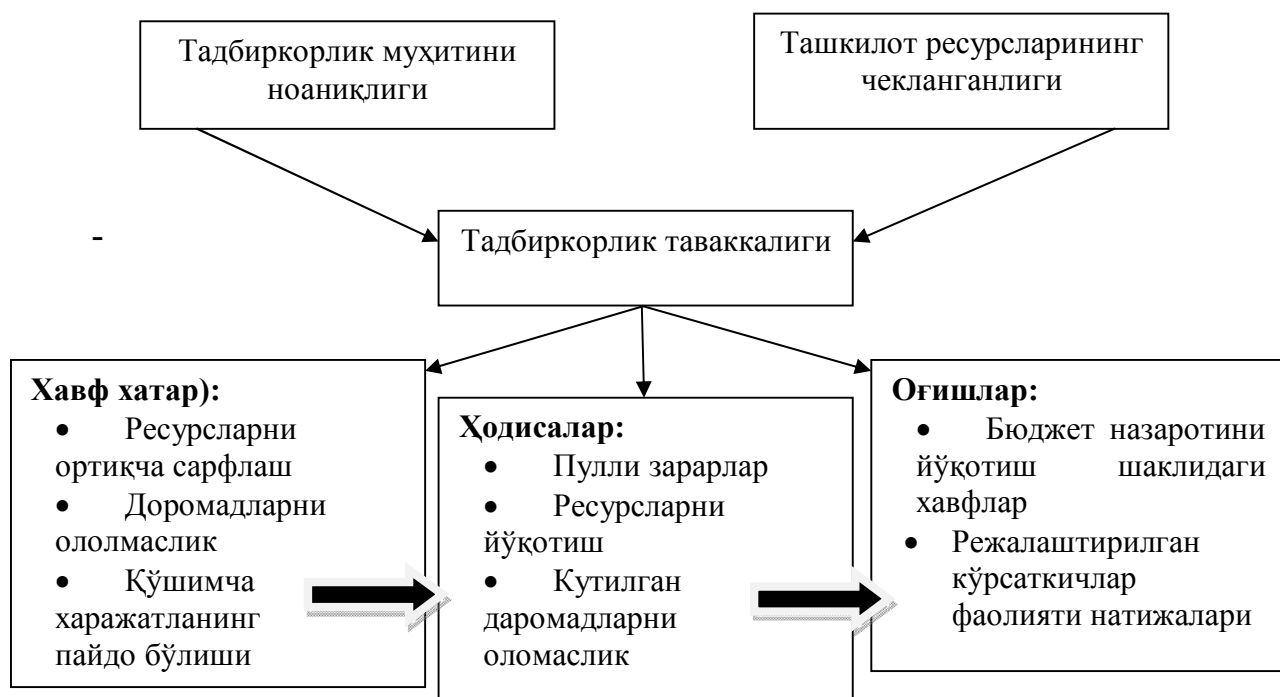 Тадбиркорлик муҳитини
ноаниқлиги
Ташкилот ресурсларининг
чекланганлиги
-
Тадбиркорлик таваккалиги
Хавф хатар):
• Ресурсларни
ортиқча сарфлаш
• Доромадларни
ололмаслик
• Қўшимча
харажатланинг
пайдо бўлиши
Ҳодисалар:
• Пулли зарарлар
• Ресурсларни
йўқотиш
• Кутилган
даромадларни
оломаслик
Оғишлар:
• Бюджет назаротини
йўқотиш шаклидаги
хавфлар
• Режалаштирилган
кўрсаткичлар
фаолияти натижалари